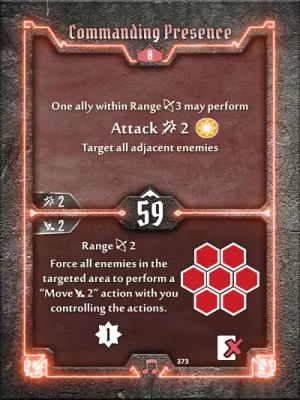 Commanding Presence
8
One ally within Range 3 may perform
Attack 2
Target all adjacent enemies
2
59
2
Range 2
Force all enemies in the
targeted area to perform a
“Move 2” action with you
controlling the actions.
1
373